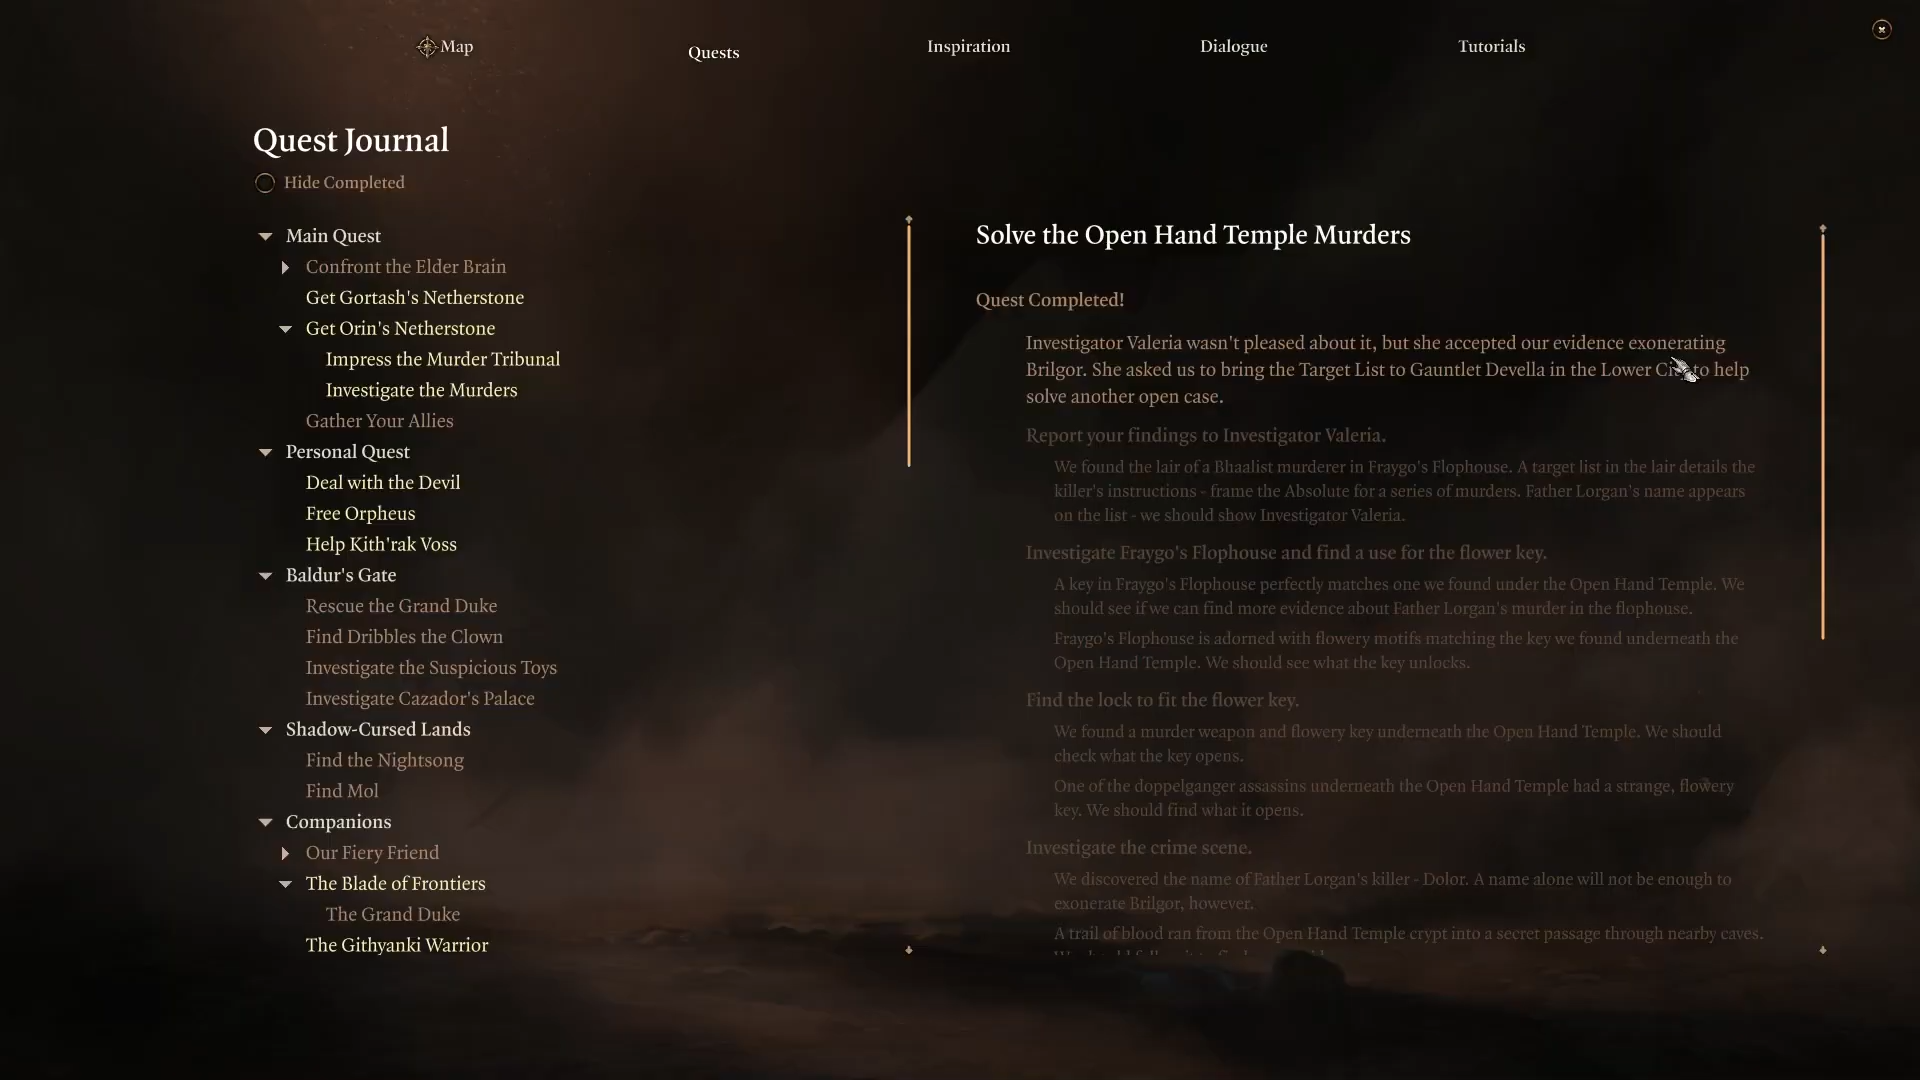 Map
Quests
Inspiration
Dialogue
Tutorials
Quest Journal
Hide Completed
Main Quest
Confront the Elder Brain
Get Gortash's Netherstone
Get Orin's Netherstone
Impress the Murder Tribunal
Investigate the Murders
Gather Your Allies
Personal Quest
Deal with the Devil
Free Orpheus
Help Kith'rak Voss
Baldur's Gate
Rescue the Grand Duke
Find Dribbles the Clown
Investigate the Suspicious Toys
Investigate Cazador's Palace
Shadow-Cursed Lands
Find the Nightsong
Find Mol
Companions
Our Fiery Friend
The Blade of Frontiers
The Grand Duke
The Githyanki Warrior
Solve the Open Hand Temple Murders
Quest Completed!
Investigator Valeria wasn't pleased about it, but she accepted our evidence exonerating
Brilgor. She asked us to bring the Target List to Gauntlet Devella in the Lower City to help
solve another open case.
Report your findings to Investigator Valeria.
We found the lair of a Bhaalist murderer in Fraygo's Flophouse. A target list in the lair details the
killer's instructions - frame the Absolute for a series of murders. Father Lorgan's name appears
on the list - we should show Investigator Valeria.
Investigate Fraygo's Flophouse and find a use for the flower key.
A key in Fraygo's Flophouse perfectly matches one we found under the Open Hand Temple. We
should see if we can find more evidence about Father Lorgan's murder in the flophouse.
Fraygo's Flophouse is adorned with flowery motifs matching the key we found underneath the
Open Hand Temple. We should see what the key unlocks.
Find the lock to fit the flower key.
We found a murder weapon and flowery key underneath the Open Hand Temple. We should
check what the key opens.
One of the doppelganger assassins underneath the Open Hand Temple had a strange, flowery
key. We should find what it opens.
Investigate the crime scene.
We discovered the name of Father Lorgan's killer - Dolor. A name alone will not be enough to
exonerate Brilgor, however.
A trail of blood ran from the Open Hand Temple crypt into a secret passage through nearby caves.